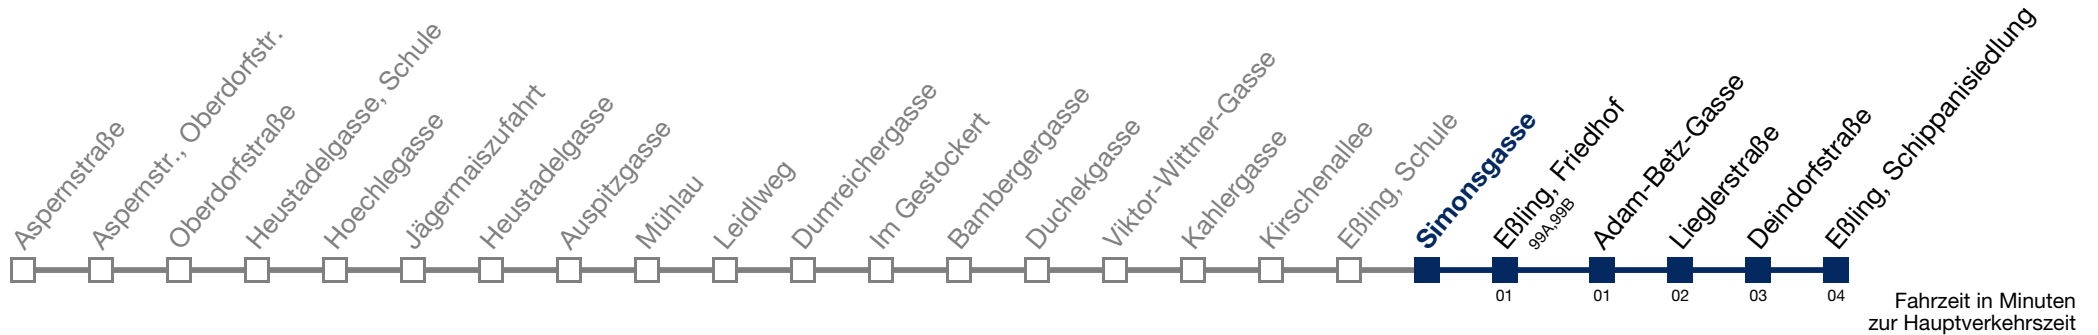 Aspernstraße
Aspernstr., Oberdorfstr.
Oberdorfstraße
Heustadelgasse, Schule
Hoechlegasse
Jägermaiszufahrt
Heustadelgasse
Auspitzgasse
Mühlau
Leidlweg
Dumreichergasse
Im Gestockert
Bambergergasse
Duchekgasse
Viktor-Wittner-Gasse
Kahlergasse
Kirschenallee
Eßling, Schule
Simonsgasse
Eßling, Friedhof
99A,99B
Adam-Betz-Gasse
Lieglerstraße
Deindorfstraße
Eßling, Schippanisiedlung
01
01
02
03
04
Fahrzeit in Minuten
zur Hauptverkehrszeit